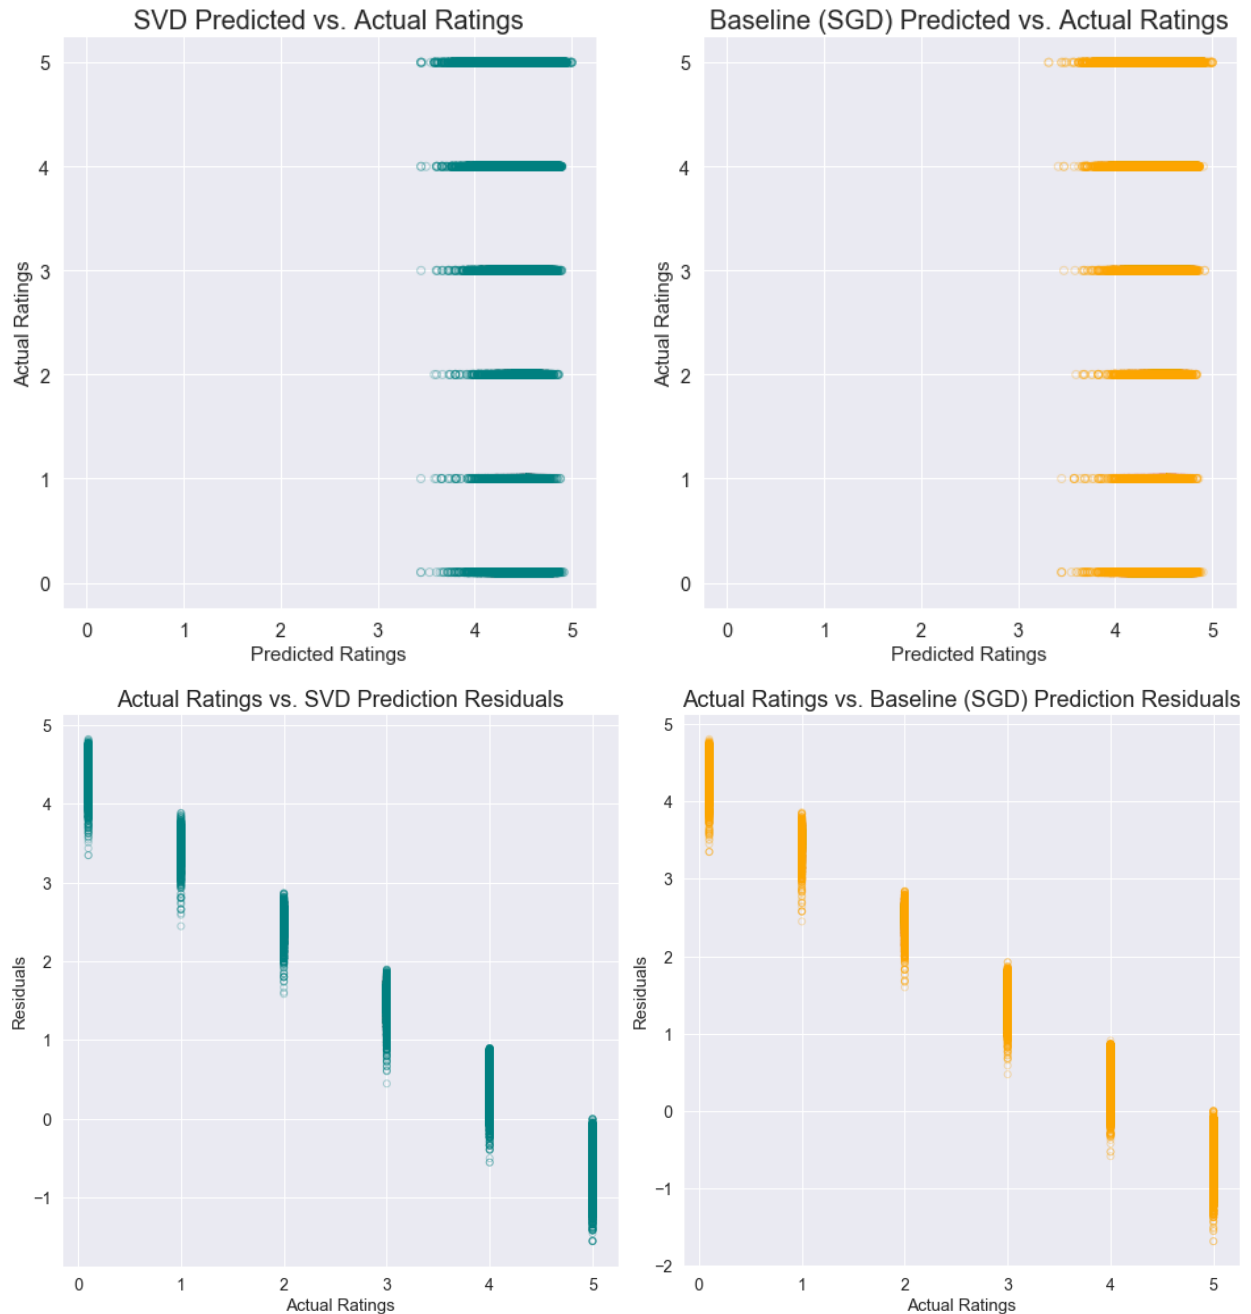 SVD Predicted vs. Actual Ratings
5
4
3
2
1
0
Actual Ratings
0 1 2 3 4 5
Predicted Ratings
Baseline (SGD) Predicted vs. Actual Ratings
5
4
3
2
1
0
Actual Ratings
0 1 2 3 4 5
Predicted Ratings
Actual Ratings vs. SVD Prediction Residuals
5
4
3
2
1
0
−1
Residuals
0 1 2 3 4 5
Actual Ratings
Actual Ratings vs. Baseline (SGD) Prediction Residuals
5
4
3
2
1
0
−1
−2
Residuals
0 1 2 3 4 5
Actual Ratings